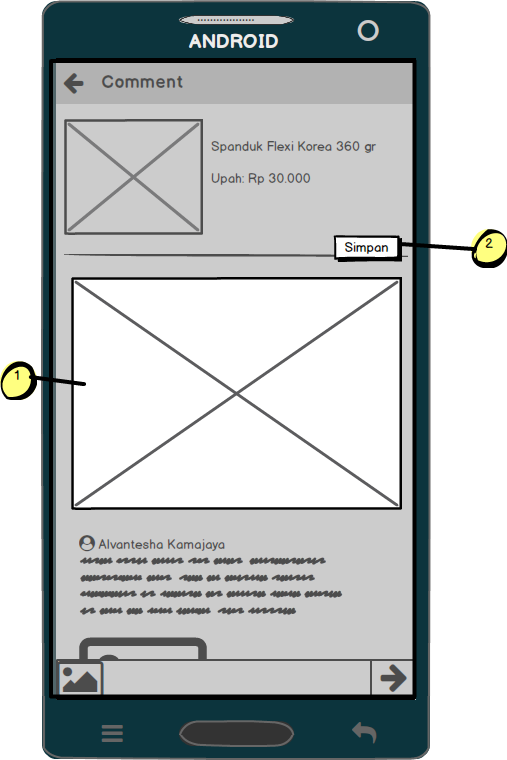 ANDROID
Comment
Spanduk Flexi Korea 360 gr
Upah: Rp 30.000
Simpan
2
1
Alvantesha Kamajaya